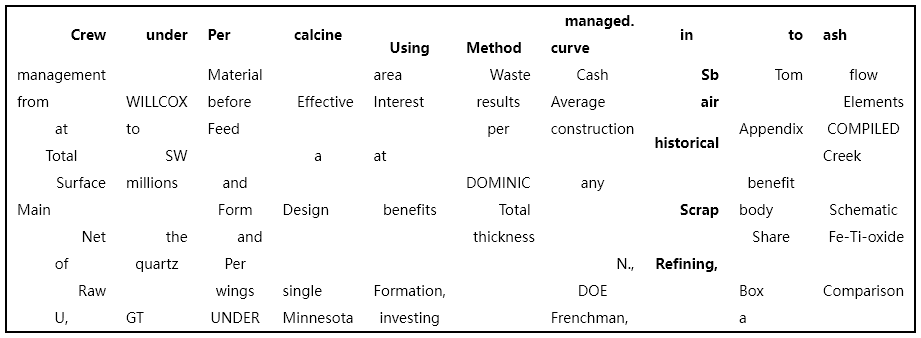 Crew under Per calcine Using Method managed. curve in to ash
management Material area Waste Cash Sb Tom flow
from WILLCOX before Effective Interest results Average air Elements
at to Feed per construction historical Appendix COMPILED
Total SW a at Creek
Surface millions and DOMINIC any benefit
Main Form Design benefits Total Scrap body Schematic
Net the and thickness Share Fe-Ti-oxide
of quartz Per N., Refining,
Raw wings single Formation, DOE Box Comparison
U, GT UNDER Minnesota investing Frenchman, a